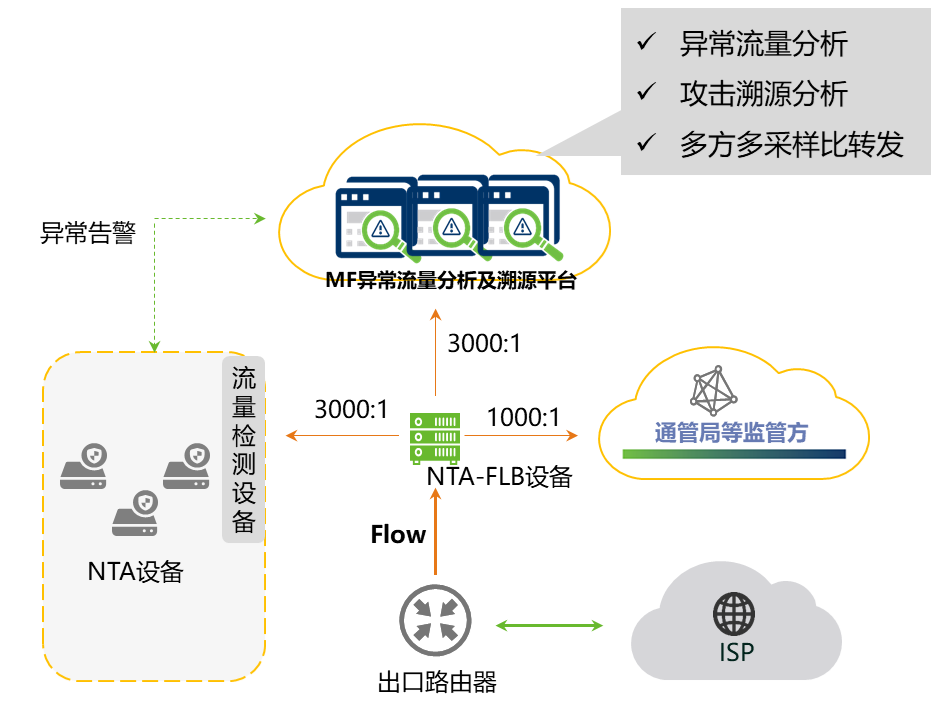 异常流量分析
攻击溯源分析
多方多采样比转发
异常告警
MF异常流量分析及溯源平台
3000:1
流量检测设备
3000:1
1000:1
通管局等监管方
NTA-FLB设备
Flow
NTA设备
ISP
出口路由器